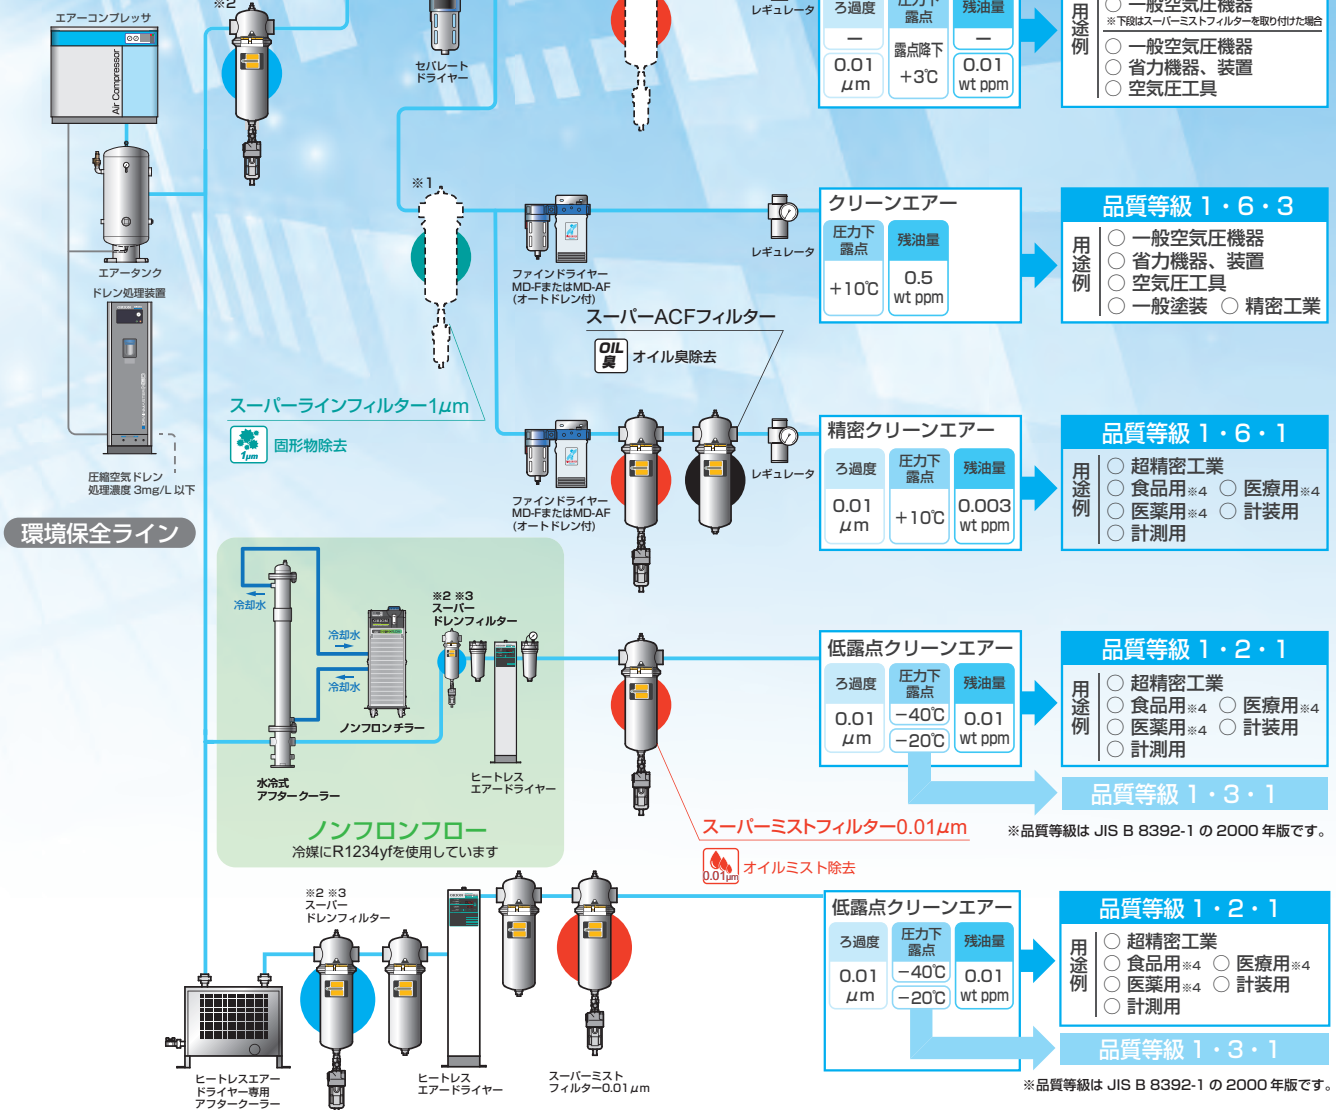 エアーコンプレッサ
※2
Air Compressor
セパレート
ドライヤー
レギュレータ
ろ過度
圧力下
露点
残油量
—
露点降下
+3℃
—
0.01
μm
0.01
wt ppm
用途例
○ 一般空気圧機器
※下段はスーパーミストフィルターを取り付けた場合
○ 一般空気圧機器
○ 省力機器、装置
○ 空気圧工具
エアータンク
ドレン処理装置
圧縮空気ドレン
処理濃度 3mg/L 以下
環境保全ライン
※1
スーパーラインフィルター1μm
1μm
固形物除去
ファインドライヤー
MD-FまたはMD-AF
(オートドレン付)
レギュレータ
クリーンエアー
圧力下
露点
残油量
+10℃
0.5
wt ppm
品質等級 1・6・3
用途例
○ 一般空気圧機器
○ 省力機器、装置
○ 空気圧工具
○ 一般塗装 ○ 精密工業
スーパーACFフィルター
OIL
臭
オイル臭除去
ファインドライヤー
MD-FまたはMD-AF
(オートドレン付)
レギュレータ
精密クリーンエアー
ろ過度
圧力下
露点
残油量
0.01
μm
+10℃
0.003
wt ppm
品質等級 1・6・1
用途例
○ 超精密工業
○ 食品用※4 ○ 医療用※4
○ 医薬用※4 ○ 計装用
○ 計測用
冷却水
冷却水
冷却水
※2 ※3
スーパー
ドレンフィルター
ノンフロンチラー
水冷式
アフタークーラー
ヒートレス
エアードライヤー
ノンフロンフロー
冷媒にR1234yfを使用しています
スーパーミストフィルター0.01μm
0.01μm
オイルミスト除去
低露点クリーンエアー
ろ過度
圧力下
露点
残油量
0.01
μm
−40℃
−20℃
0.01
wt ppm
品質等級 1・2・1
用途例
○ 超精密工業
○ 食品用※4 ○ 医療用※4
○ 医薬用※4 ○ 計装用
○ 計測用
品質等級 1・3・1
※品質等級は JIS B 8392-1 の 2000 年版です。
※2 ※3
スーパー
ドレンフィルター
ヒートレスエアー
ドライヤー専用
アフタークーラー
ヒートレス
エアードライヤー
スーパーミスト
フィルター0.01μm
低露点クリーンエアー
ろ過度
圧力下
露点
残油量
0.01
μm
−40℃
−20℃
0.01
wt ppm
品質等級 1・2・1
用途例
○ 超精密工業
○ 食品用※4 ○ 医療用※4
○ 医薬用※4 ○ 計装用
○ 計測用
品質等級 1・3・1
※品質等級は JIS B 8392-1 の 2000 年版です。